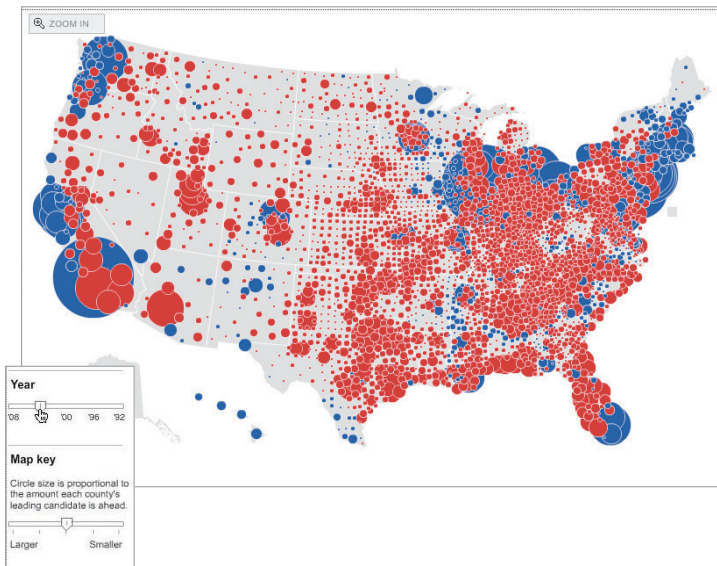 ZOOM IN
Year
'08 '00 '96 '92
Map key
Circle size is proportional to
the amount each county's
leading candidate is ahead.
Larger Smaller